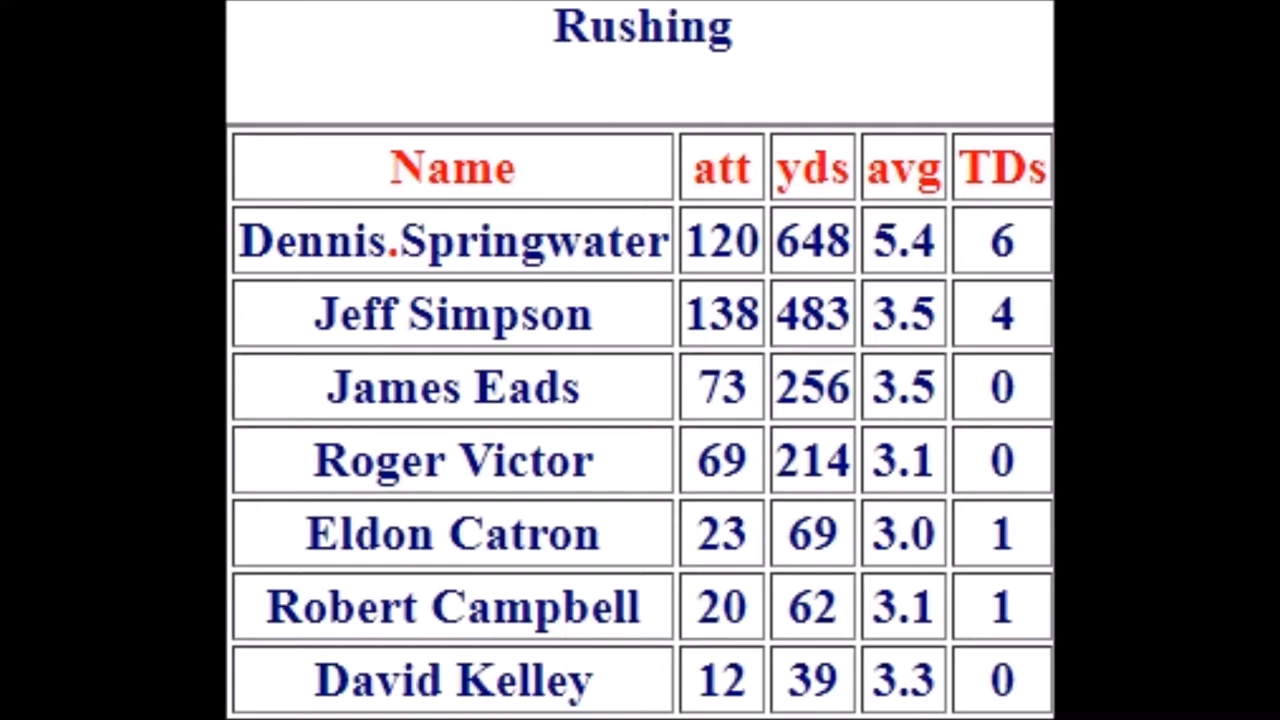 Rushing
Name att yds avg TDs
Dennis.Springwater 120 648 5.4 6
Jeff Simpson 138 483 3.5 4
James Eads 73 256 3.5 0
Roger Victor 69 214 3.1 0
Eldon Catron 23 69 3.0 1
Robert Campbell 20 62 3.1 1
David Kelley 12 39 3.3 0